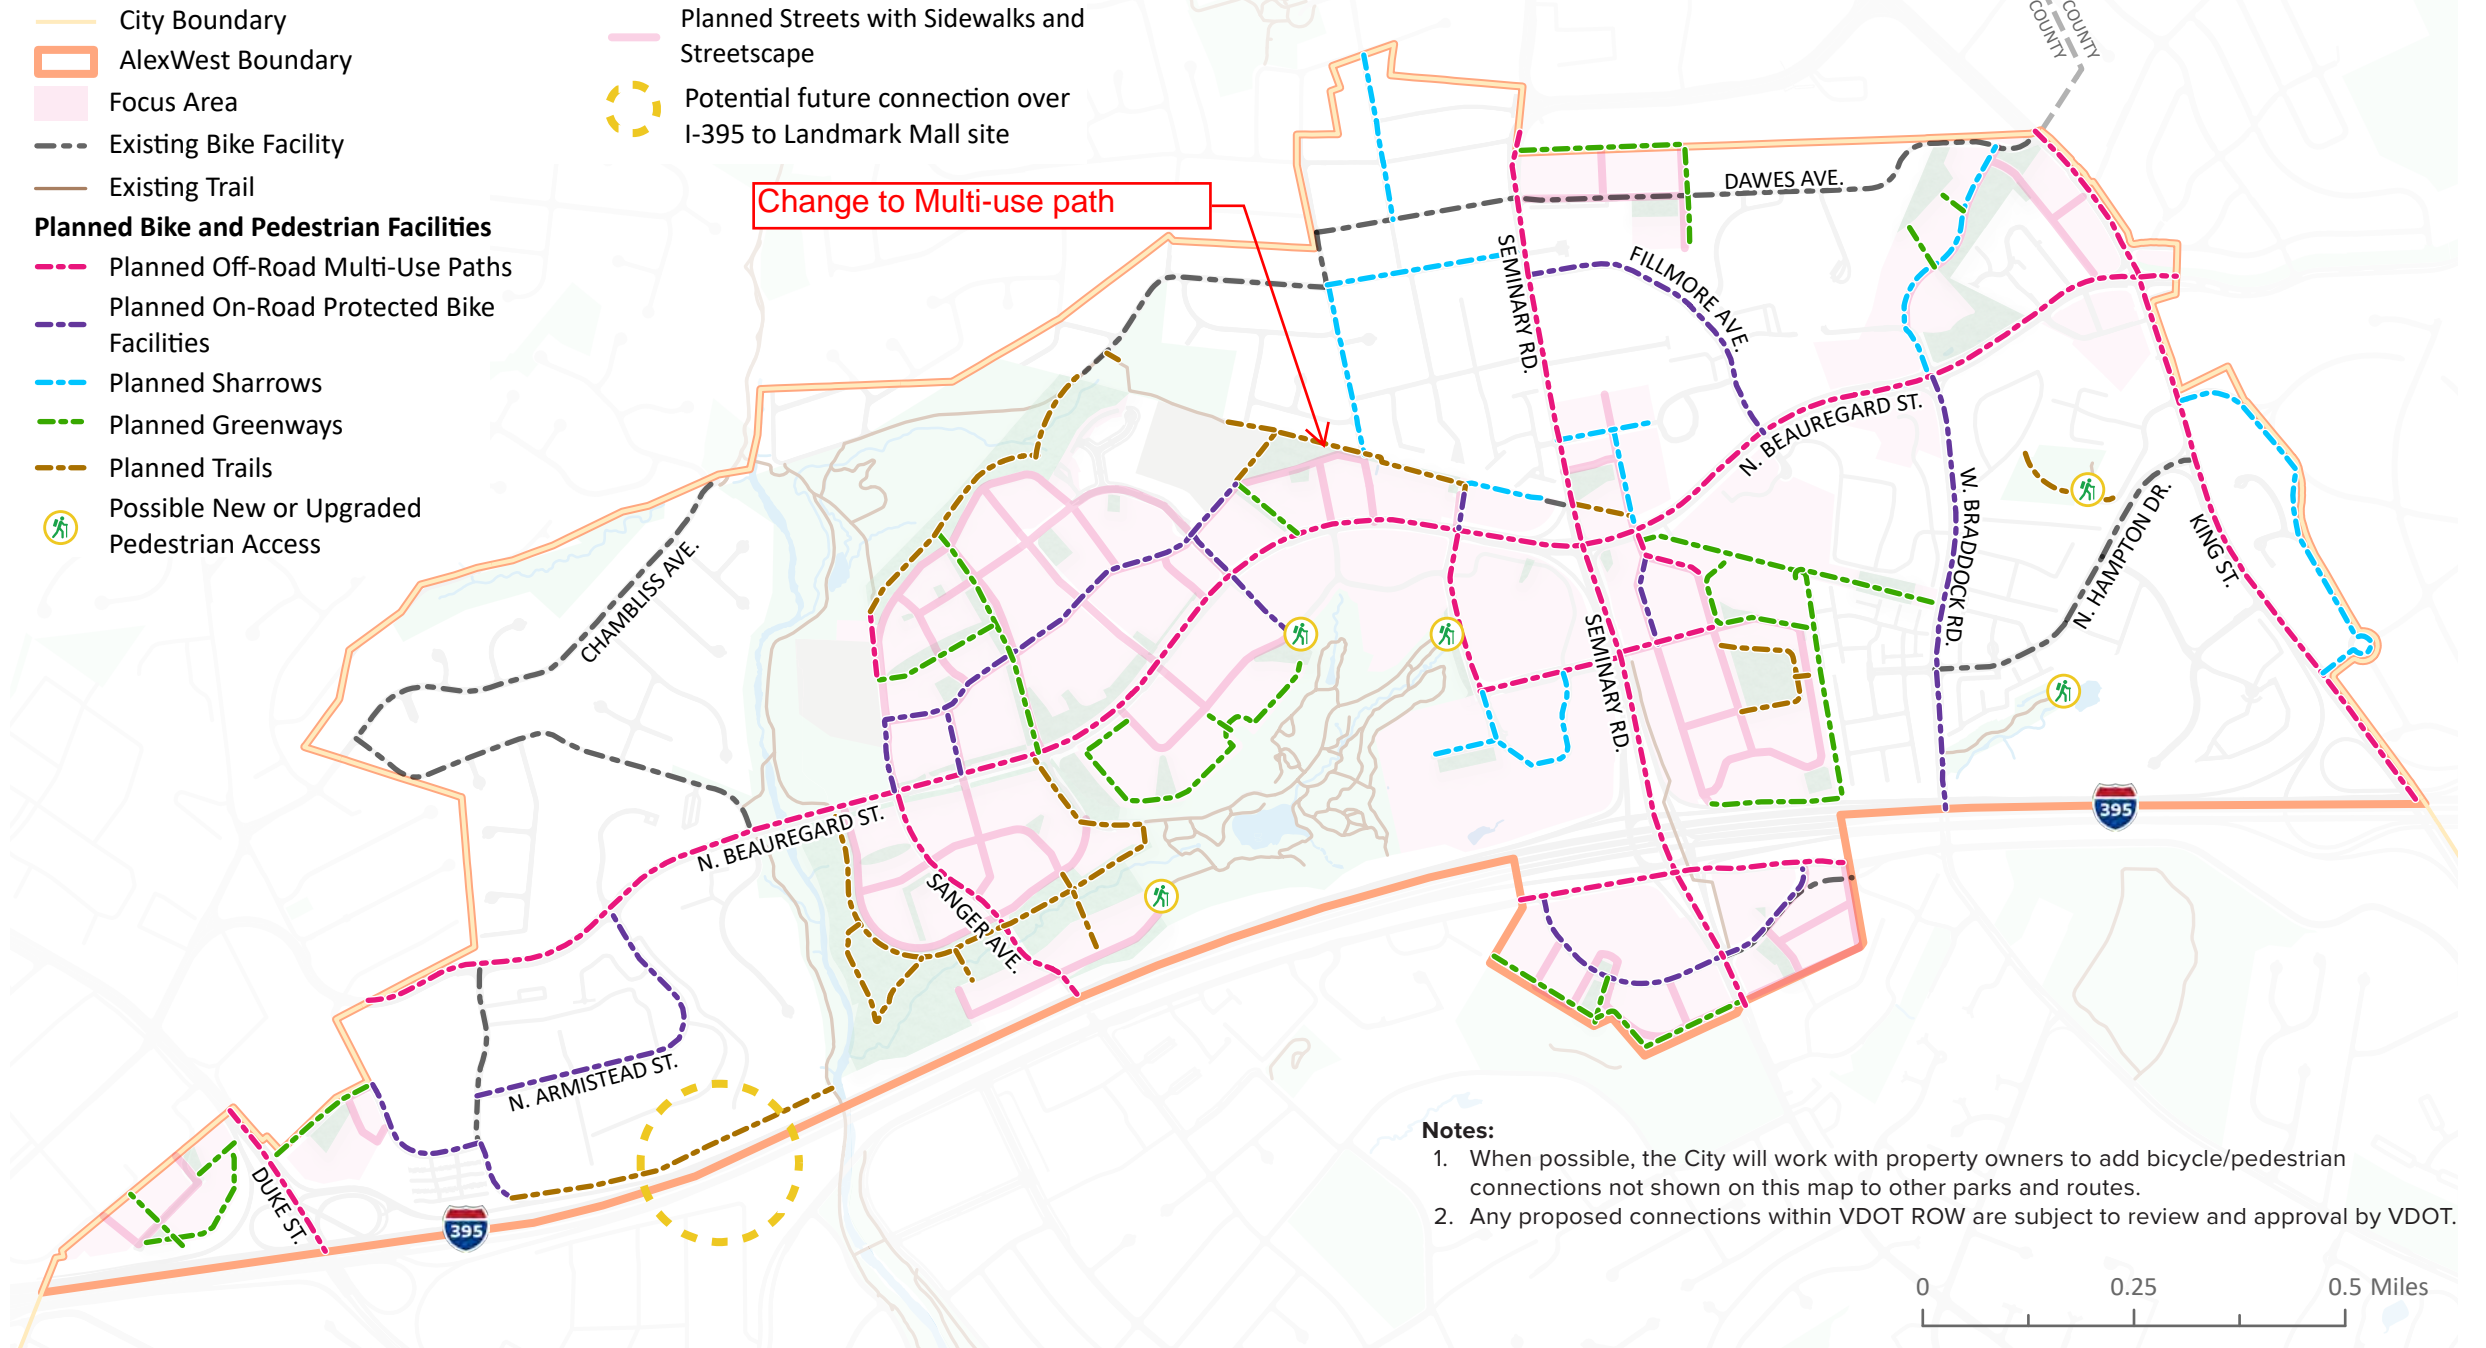 City Boundary
AlexWest Boundary
Focus Area
Existing Bike Facility
Existing Trail
Planned Bike and Pedestrian Facilities
Planned Off-Road Multi-Use Paths
Planned On-Road Protected Bike
Facilities
Planned Sharrows
Planned Greenways
Planned Trails
Possible New or Upgraded
Pedestrian Access
Planned Streets with Sidewalks and
Streetscape
Potential future connection over
I-395 to Landmark Mall site
Change to Multi-use path
COUNTY
COUNTY
DAWES AVE.
SEMINARY RD.
FILLMORE AVE.
N. BEAUREGARD ST.
W. BRADDOCK RD.
N. HAMPTON DR.
KING ST.
CHAMBLISS AVE.
SEMINARY RD.
N. BEAUREGARD ST.
SANGER AVE.
395
N. ARMISTEAD ST.
DUKE ST.
395
Notes:
1. When possible, the City will work with property owners to add bicycle/pedestrian
connections not shown on this map to other parks and routes.
2. Any proposed connections within VDOT ROW are subject to review and approval by VDOT.
0 0.25 0.5 Miles